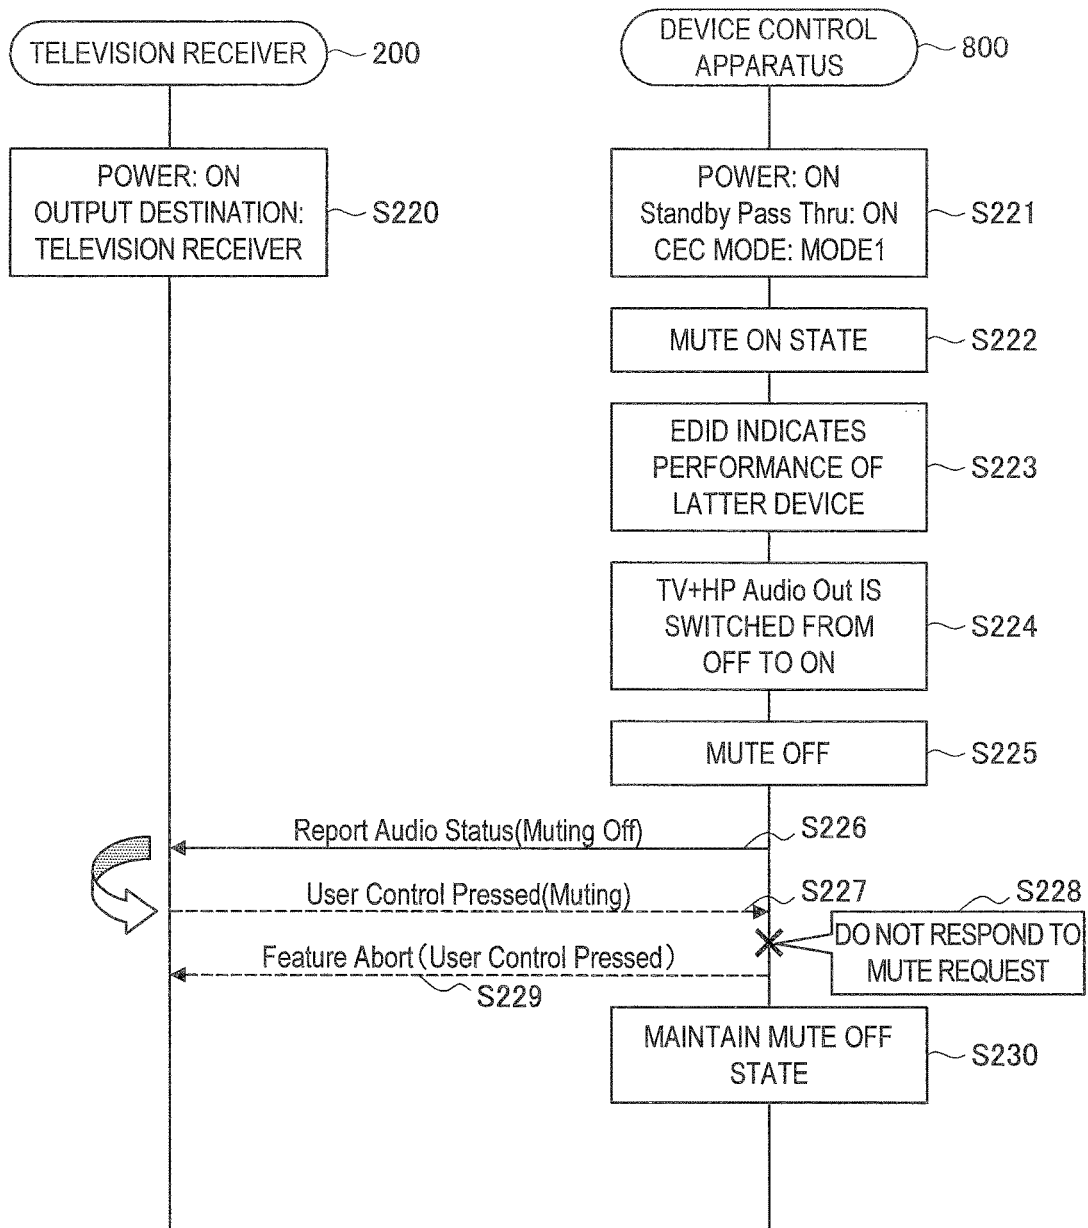 TELEVISION RECEIVER
200
DEVICE CONTROL
APPARATUS
800
POWER: ON
OUTPUT DESTINATION:
TELEVISION RECEIVER
S220
POWER: ON
Standby Pass Thru: ON
CEC MODE: MODE1
S221
MUTE ON STATE
S222
EDID INDICATES
PERFORMANCE OF
LATTER DEVICE
S223
TV+HP Audio Out IS
SWITCHED FROM
OFF TO ON
S224
MUTE OFF
S225
Report Audio Status(Muting Off)
S226
User Control Pressed(Muting)
S227
S228
DO NOT RESPOND TO
MUTE REQUEST
Feature Abort(User Control Pressed)
S229
MAINTAIN MUTE OFF
STATE
S230